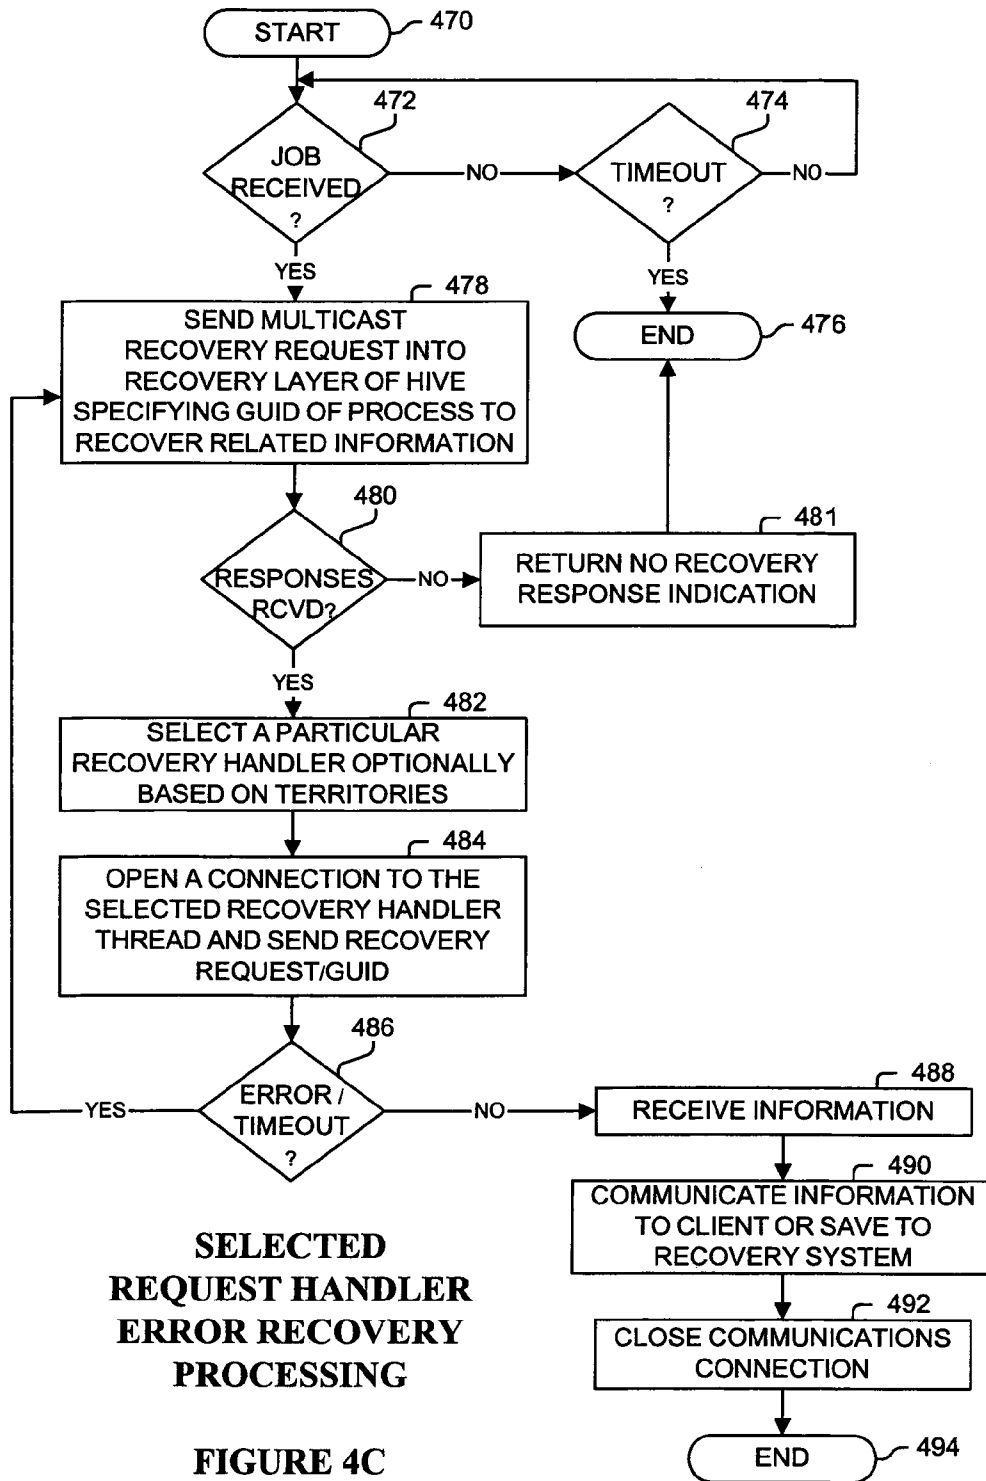 START
470
472
JOB
RECEIVED
?
NO
474
TIMEOUT
?
NO
YES
YES
END
476
478
SEND MULTICAST
RECOVERY REQUEST INTO
RECOVERY LAYER OF HIVE
SPECIFYING GUID OF PROCESS TO
RECOVER RELATED INFORMATION
480
RESPONSES
RCVD?
NO
481
RETURN NO RECOVERY
RESPONSE INDICATION
YES
482
SELECT A PARTICULAR
RECOVERY HANDLER OPTIONALLY
BASED ON TERRITORIES
484
OPEN A CONNECTION TO THE
SELECTED RECOVERY HANDLER
THREAD AND SEND RECOVERY
REQUEST/GUID
486
ERROR /
TIMEOUT
?
YES
NO
488
RECEIVE INFORMATION
490
COMMUNICATE INFORMATION
TO CLIENT OR SAVE TO
RECOVERY SYSTEM
492
CLOSE COMMUNICATIONS
CONNECTION
END
494
SELECTED
REQUEST HANDLER
ERROR RECOVERY
PROCESSING
FIGURE 4C